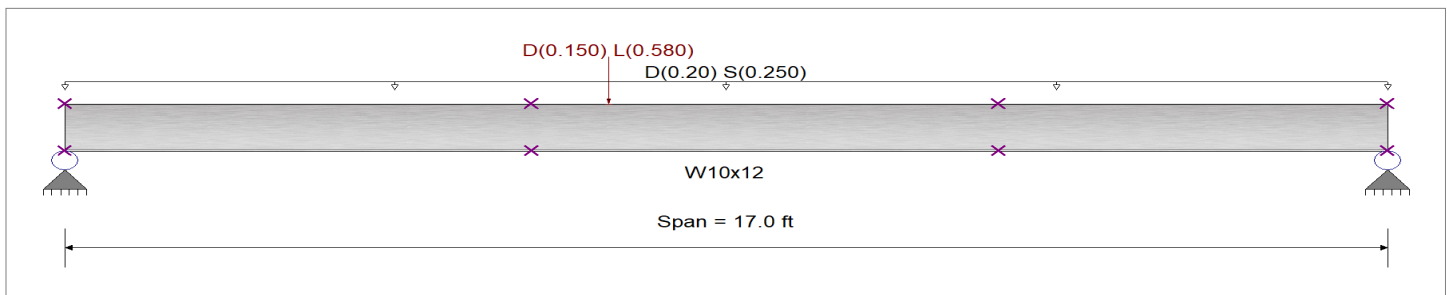 D(0.150) L(0.580)
D(0.20) S(0.250)
W10x12
Span = 17.0 ft